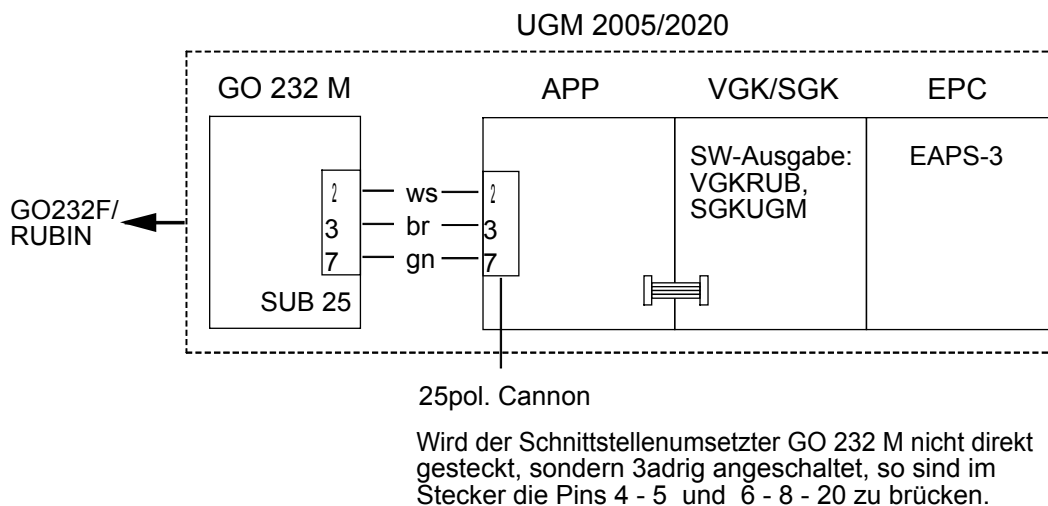 UGM 2005/2020
GO 232 M
APP
VGK/SGK
EPC
SW-Ausgabe:
VGKRUB,
SGKUGM
EAPS-3
GO232F/
RUBIN
2 ws 2
3 br 3
7 gn 7
SUB 25
25pol. Cannon
Wird der Schnittstellenumsetzter GO 232 M nicht direkt
gesteckt, sondern 3adrig angeschaltet, so sind im
Stecker die Pins 4 - 5 und 6 - 8 - 20 zu brücken.